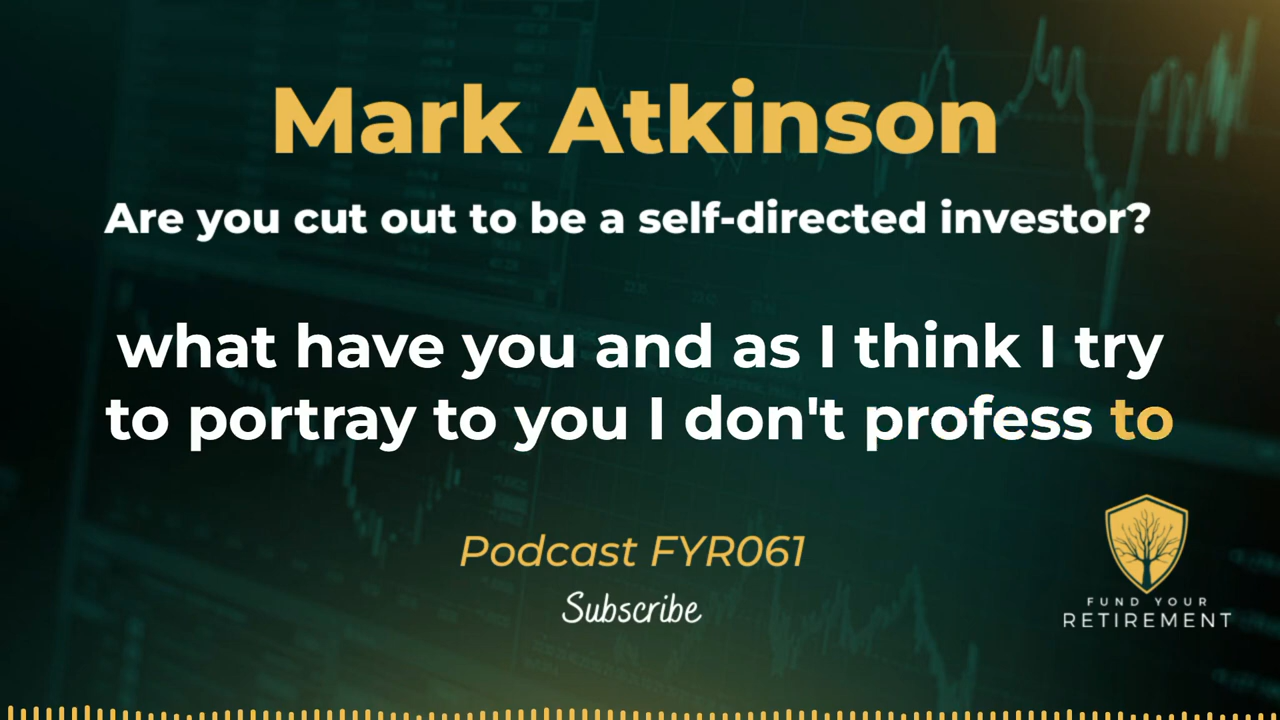 Mark Atkinson
Are you cut out to be a self-directed investor?
what have you and as I think I try
to portray to you I don't profess to
Podcast FYR061
Subscribe
FUND YOUR
RETIREMENT